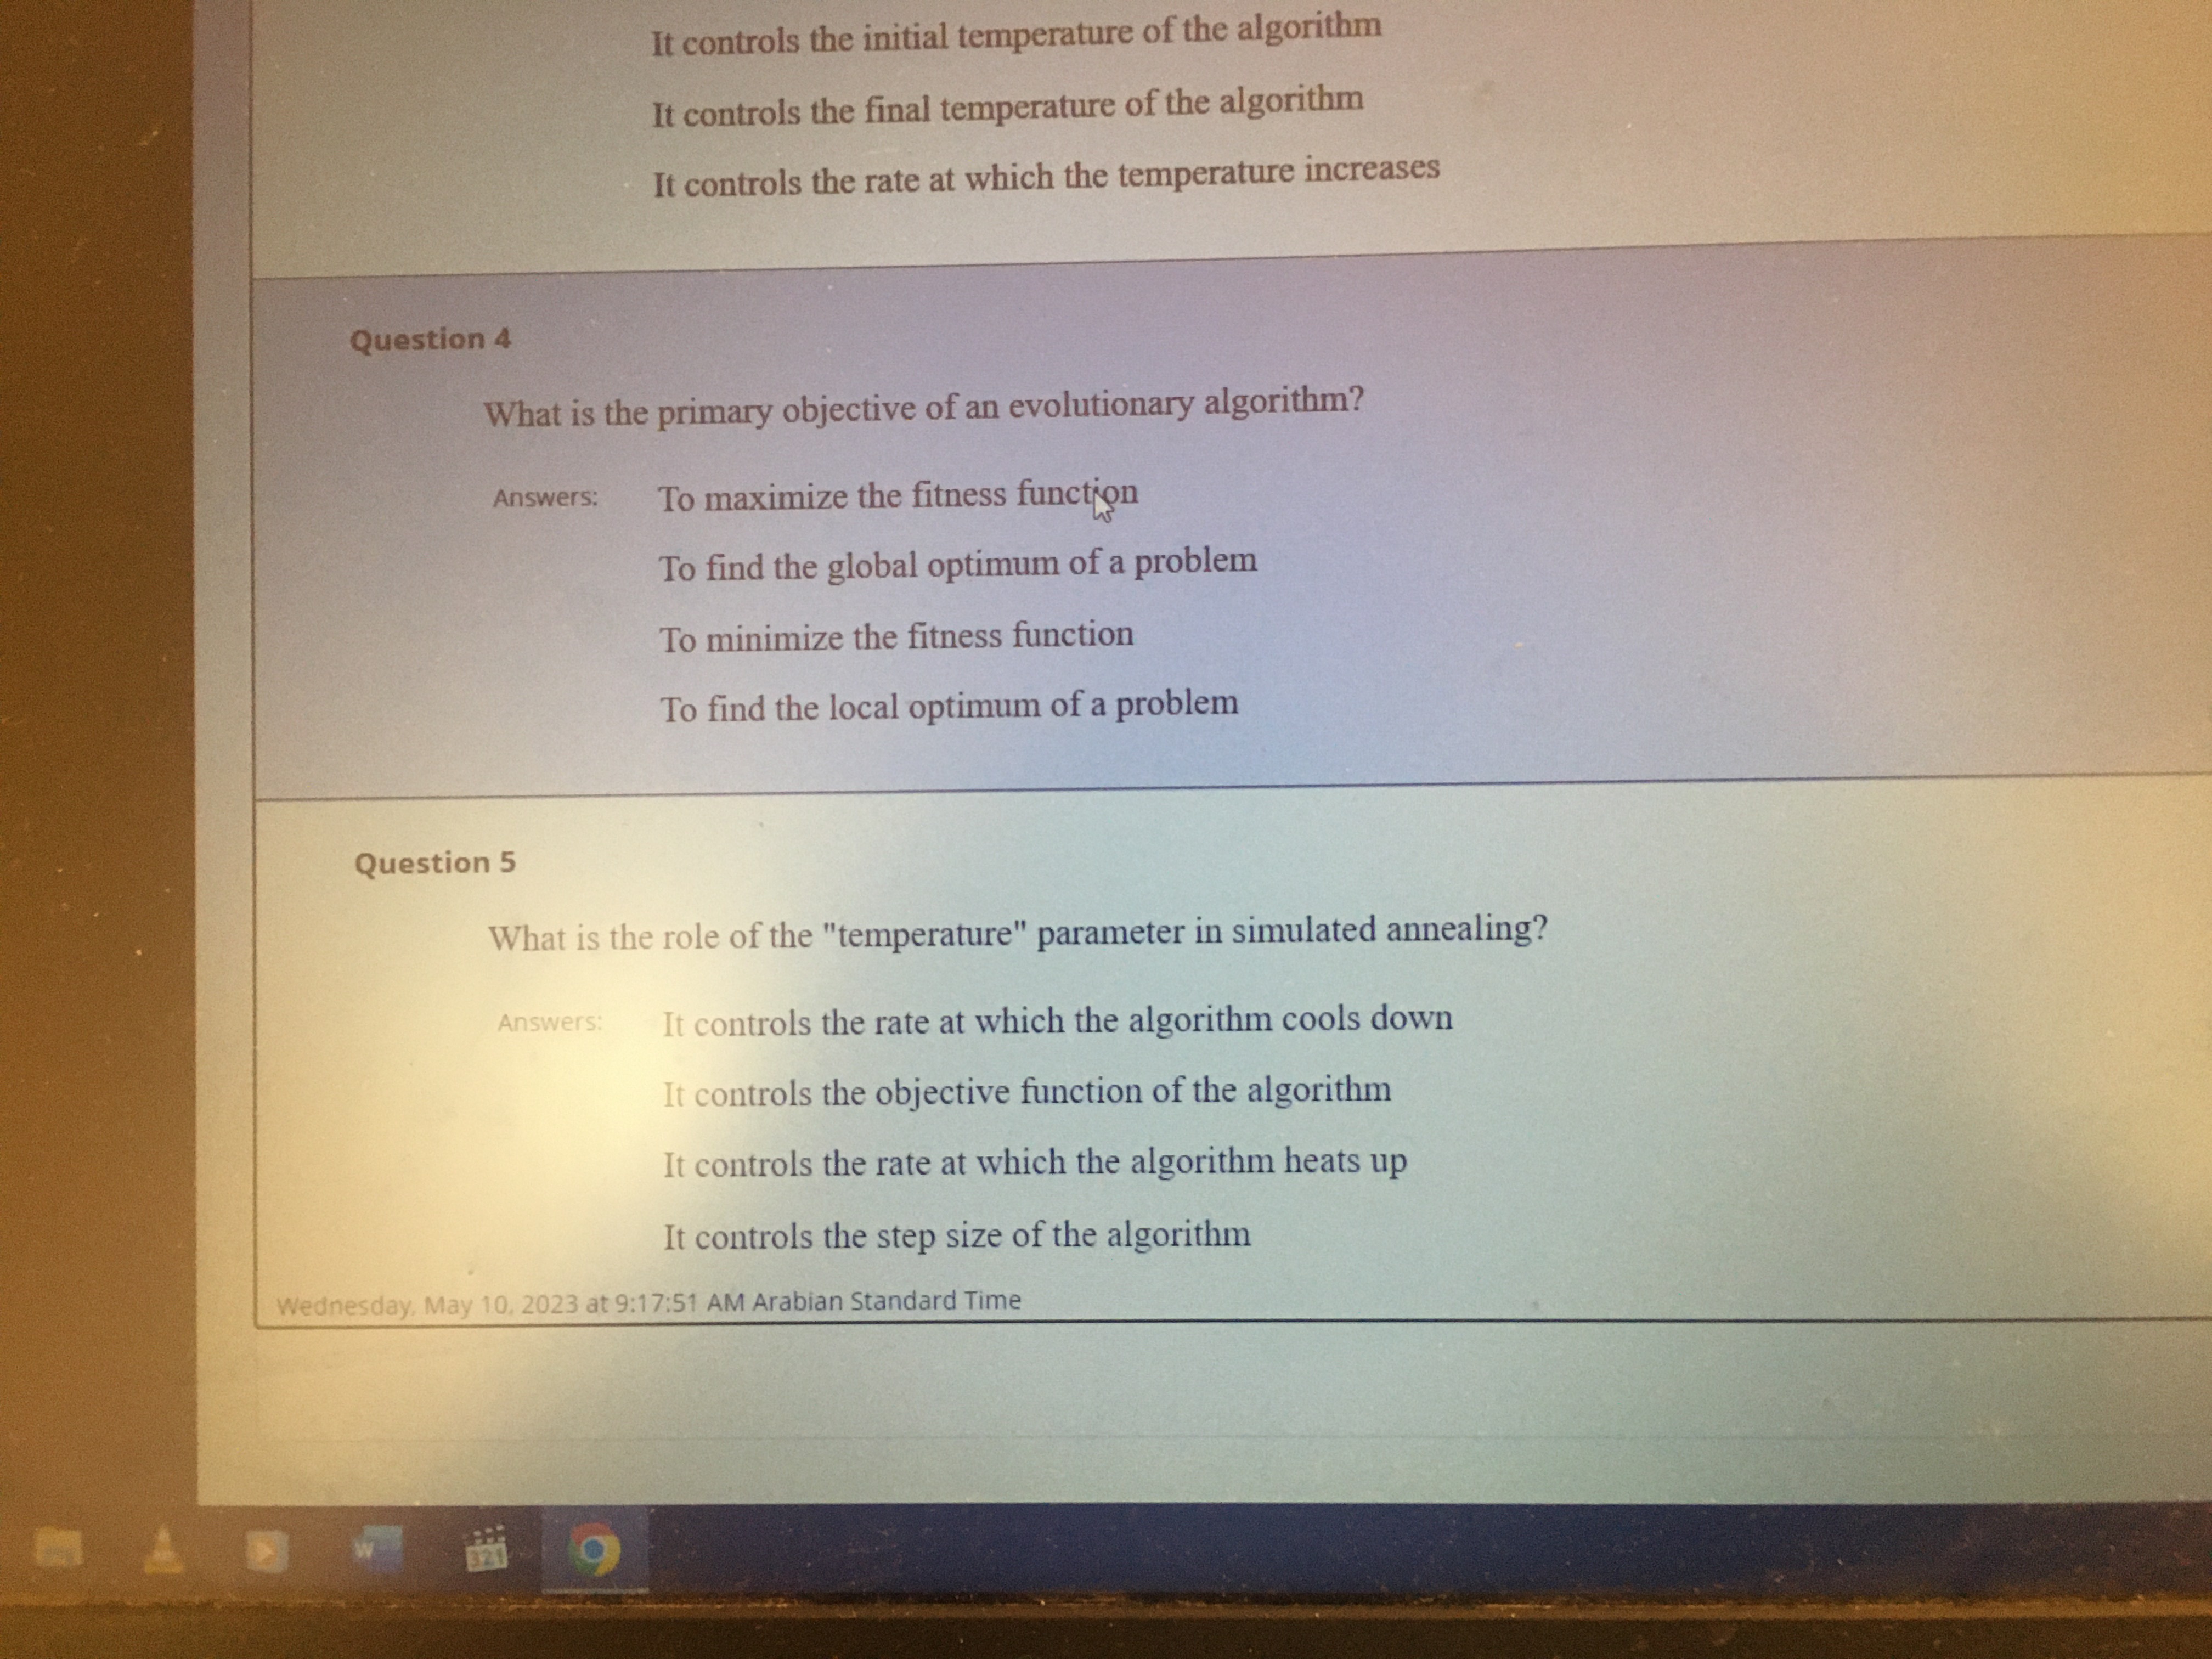 It controls the initial temperature of the algorithm
It controls the final temperature of the algorithm
It controls the rate at which the temperature increases
Question 4
What is the primary objective of an evolutionary algorithm?
Answers: To maximize the fitness function
To find the global optimum of a problem
To minimize the fitness function
To find the local optimum of a problem
Question 5
What is the role of the "temperature" parameter in simulated annealing?
Answers: It controls the rate at which the algorithm cools down
It controls the objective function of the algorithm
It controls the rate at which the algorithm heats up
It controls the step size of the algorithm
Wednesday, May 10, 2023 at 9:17:51 AM Arabian Standard Time
W 321